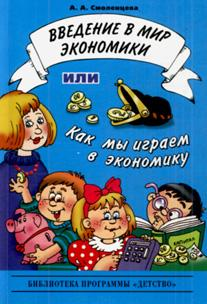 А. А. Смоленцева
ВВЕДЕНИЕ В МИР
ЭКОНОМИКИ
ИЛИ
Как мы играем
в экономику
БИБЛИОТЕКА ПРОГРАММЫ «ДЕТСТВО»